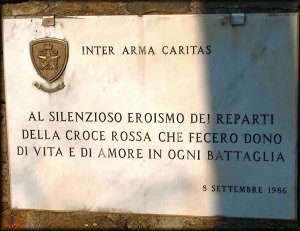 INTER ARMA CARITAS
AL SILENZIOSO EROISMO DEI REPARTI
DELLA CROCE ROSSA CHE FECERO DONO
DI VITA E DI AMORE IN OGNI BATTAGLIA
8 SETTEMBRE 1986